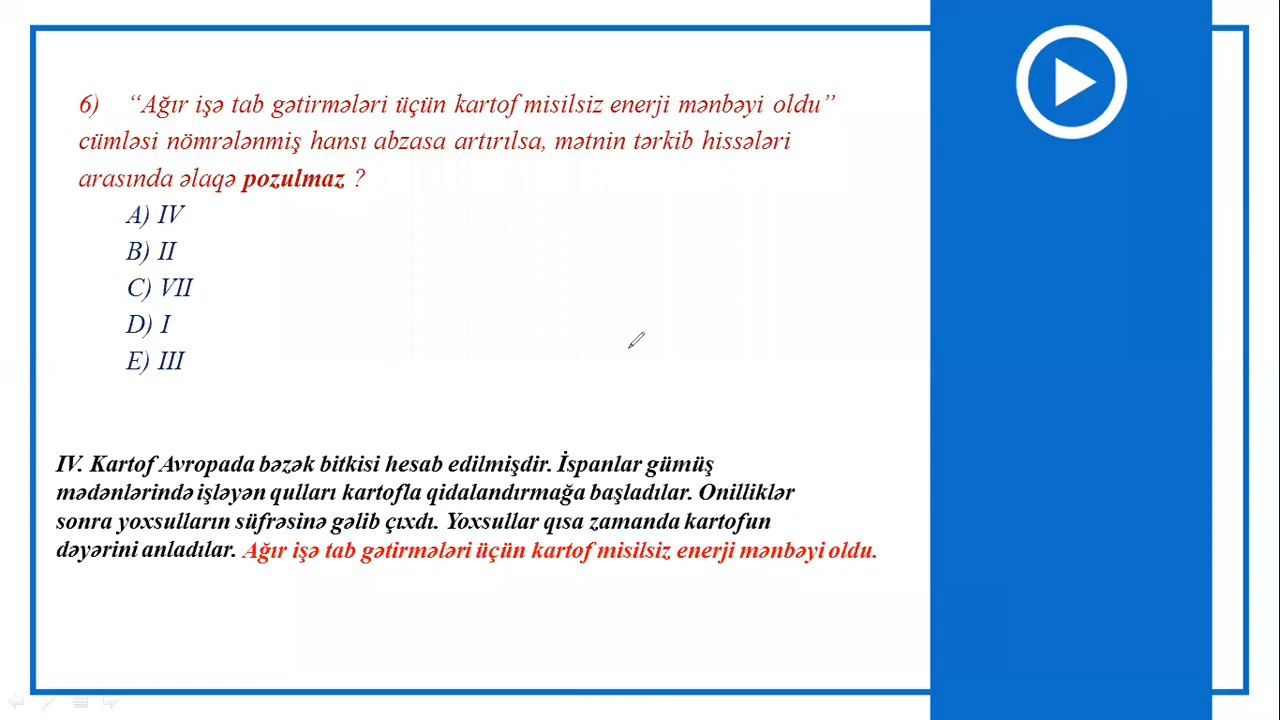 6) “Ağır işə tab gətirmələri üçün kartof misilsiz enerji mənbəyi oldu”
cümləsi nömrələnmiş hansı abzasa artırılsa, mətnin tərkib hissələri
arasında əlaqə pozulmaz ?
A) IV
B) II
C) VII
D) I
E) III
IV. Kartof Avropada bəzək bitkisi hesab edilmişdir. İspanlar gümüş
mədənlərində işləyən qulları kartofla qidalandırmağa başladılar. Onilliklər
sonra yoxsulların süfrəsinə gəlib çıxdı. Yoxsullar qısa zamanda kartofun
dəyərini anladılar. Ağır işə tab gətirmələri üçün kartof misilsiz enerji mənbəyi oldu.